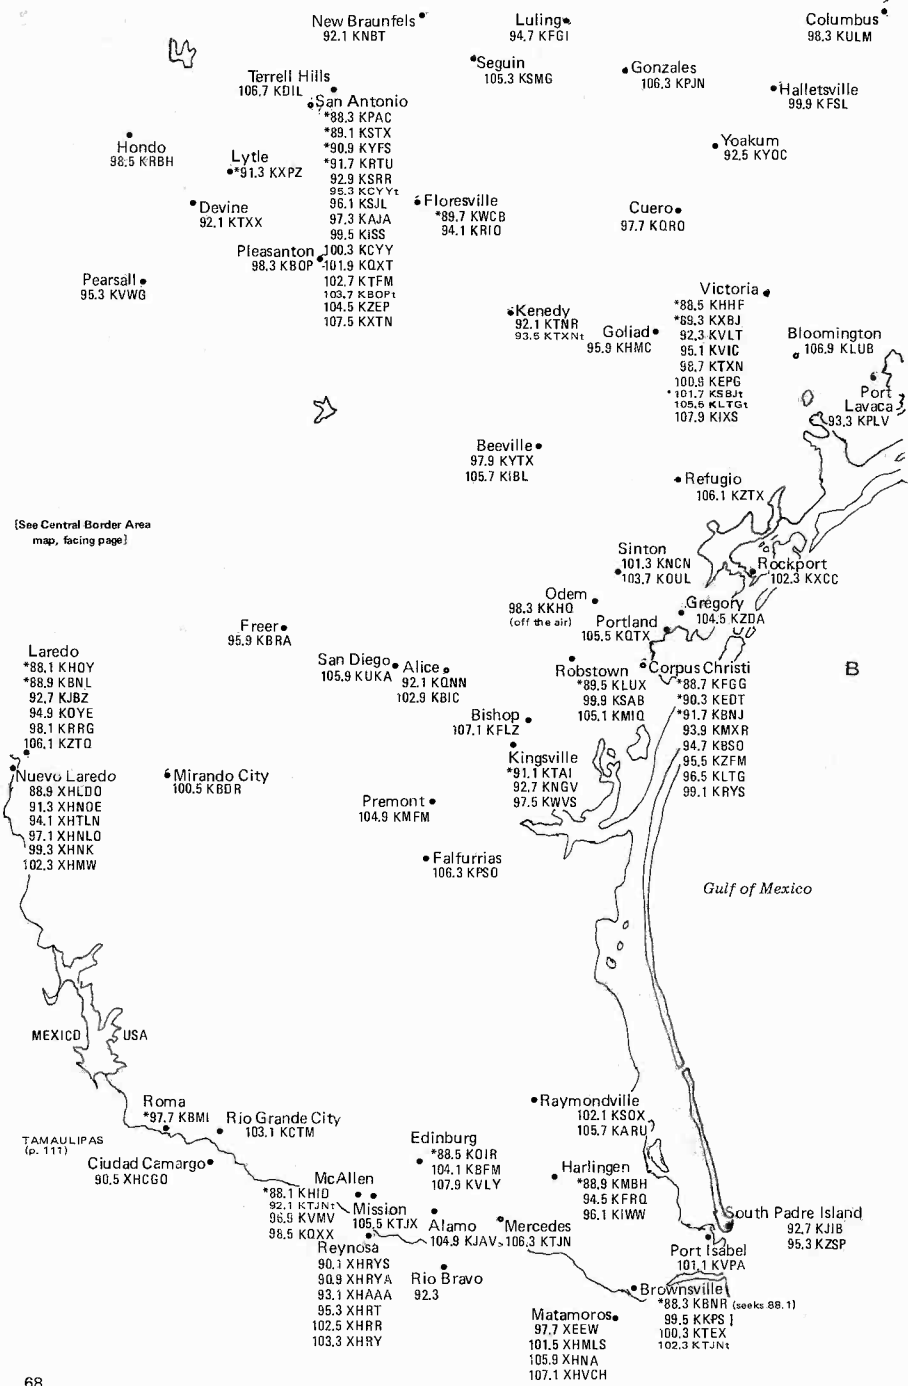 New Braunfels
92.1 KNBT
Luling
94.7 KFGI
Columbus
98.3 KULM
Seguin
105.3 KSMG
Gonzales
106.3 KPJN
Terrell Hills
106.7 KDIL
Halletsville
99.9 KFSL
San Antonio
*88.3 KPAC
*89.1 KSTX
*90.9 KYFS
*91.7 KRTU
92.9 KSRR
95.3 KCYYt
96.1 KSJL
97.3 KAJA
99.5 KISS
100.3 KCYY
101.9 KQXT
102.7 KTFM
103.7 KBOPt
104.5 KZEP
107.5 KXTN
Hondo
98.5 KRBH
Lytle
*91.3 KXPZ
Yoakum
92.5 KYOC
Devine
92.1 KTXX
Floresville
*89.7 KWCB
94.1 KRIO
Cuero
97.7 KQRO
Pleasanton
98.3 KBOP
Pearsall
95.3 KVWG
Kenedy
92.1 KTNR
93.5 KTXNt
Goliad
95.9 KHMC
Victoria
*88.5 KHHF
*89.3 KXBJ
92.3 KVLT
95.1 KVIC
98.7 KTXN
100.9 KEPG
*101.7 KSBJt
105.5 KLTGt
107.9 KIXS
Bloomington
106.9 KLUB
Port
Lavaca
93.3 KPLV
Beeville
97.9 KYTX
105.7 KIBL
Refugio
106.1 KZTX
(See Central Border Area
map, facing page)
Sinton
101.3 KNCN
103.7 KOUL
Rockport
102.3 KXCC
Odem
98.3 KKHQ
(off the air)
Gregory
104.5 KZDA
Portland
105.5 KQTX
Freer
95.9 KBRA
Laredo
*88.1 KHOY
*88.9 KBNL
92.7 KJBZ
94.9 KOYE
98.1 KRRG
106.1 KZTQ
San Diego
105.9 KUKA
Alice
92.1 KQNN
102.9 KBIC
Robstown
*89.5 KLUX
99.9 KSAB
105.1 KMIQ
Corpus Christi
*88.7 KFGG
*90.3 KEDT
*91.7 KBNJ
93.9 KMXR
94.7 KBSO
95.5 KZFM
96.5 KLTG
99.1 KRYS
B
Bishop
107.1 KFLZ
Kingsville
*91.1 KTAI
92.7 KNGV
97.5 KWVS
Nuevo Laredo
88.9 XHLDO
91.3 XHNOE
94.1 XHTLN
97.1 XHNLO
99.3 XHNK
102.3 XHMW
Mirando City
100.5 KBDR
Premont
104.9 KMFM
Falfurrias
106.3 KPSO
Gulf of Mexico
MEXICO
USA
Roma
*97.7 KBMI
Rio Grande City
103.1 KCTM
Raymondville
102.1 KSOX
105.7 KARU
TAMAULIPAS
(p. 111)
Ciudad Camargo
90.5 XHCGO
Edinburg
*88.5 KOIR
104.1 KBFM
107.9 KVLY
Harlingen
*88.9 KMBH
94.5 KFRQ
96.1 KIWW
McAllen
*88.1 KHID
92.1 KTJNt
96.9 KVMV
98.5 KQXX
Mission
105.5 KTJX
Alamo
104.9 KJAV
Mercedes
106.3 KTJN
South Padre Island
92.7 KJIB
95.3 KZSP
Port Isabel
101.1 KVPA
Reynosa
90.1 XHRYS
90.9 XHRYA
93.1 XHAAA
95.3 XHRT
102.5 XHRR
103.3 XHRY
Rio Bravo
92.3
Brownsville
*88.3 KBNR (seeks 88.1)
99.5 KKPS
100.3 KTEX
102.3 KTJNt
Matamoros
97.7 XEEW
101.5 XHMLS
105.9 XHNA
107.1 XHVCH
68